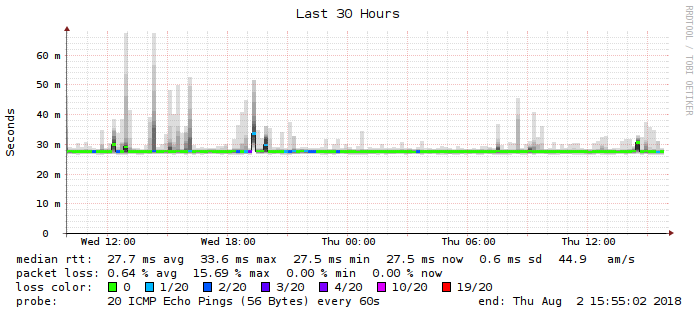 Last 30 Hours
RRDTOOL / TOBI OETIKER
Seconds
60 m
50 m
40 m
30 m
20 m
10 m
0
Wed 12:00 Wed 18:00 Thu 00:00 Thu 06:00 Thu 12:00
median rtt: 27.7 ms avg 33.6 ms max 27.5 ms min 27.5 ms now 0.6 ms sd 44.9 am/s
packet loss: 0.64 % avg 15.69 % max 0.00 % min 0.00 % now
loss color: 0 1/20 2/20 3/20 4/20 10/20 19/20
probe: 20 ICMP Echo Pings (56 Bytes) every 60s end: Thu Aug 2 15:55:02 2018